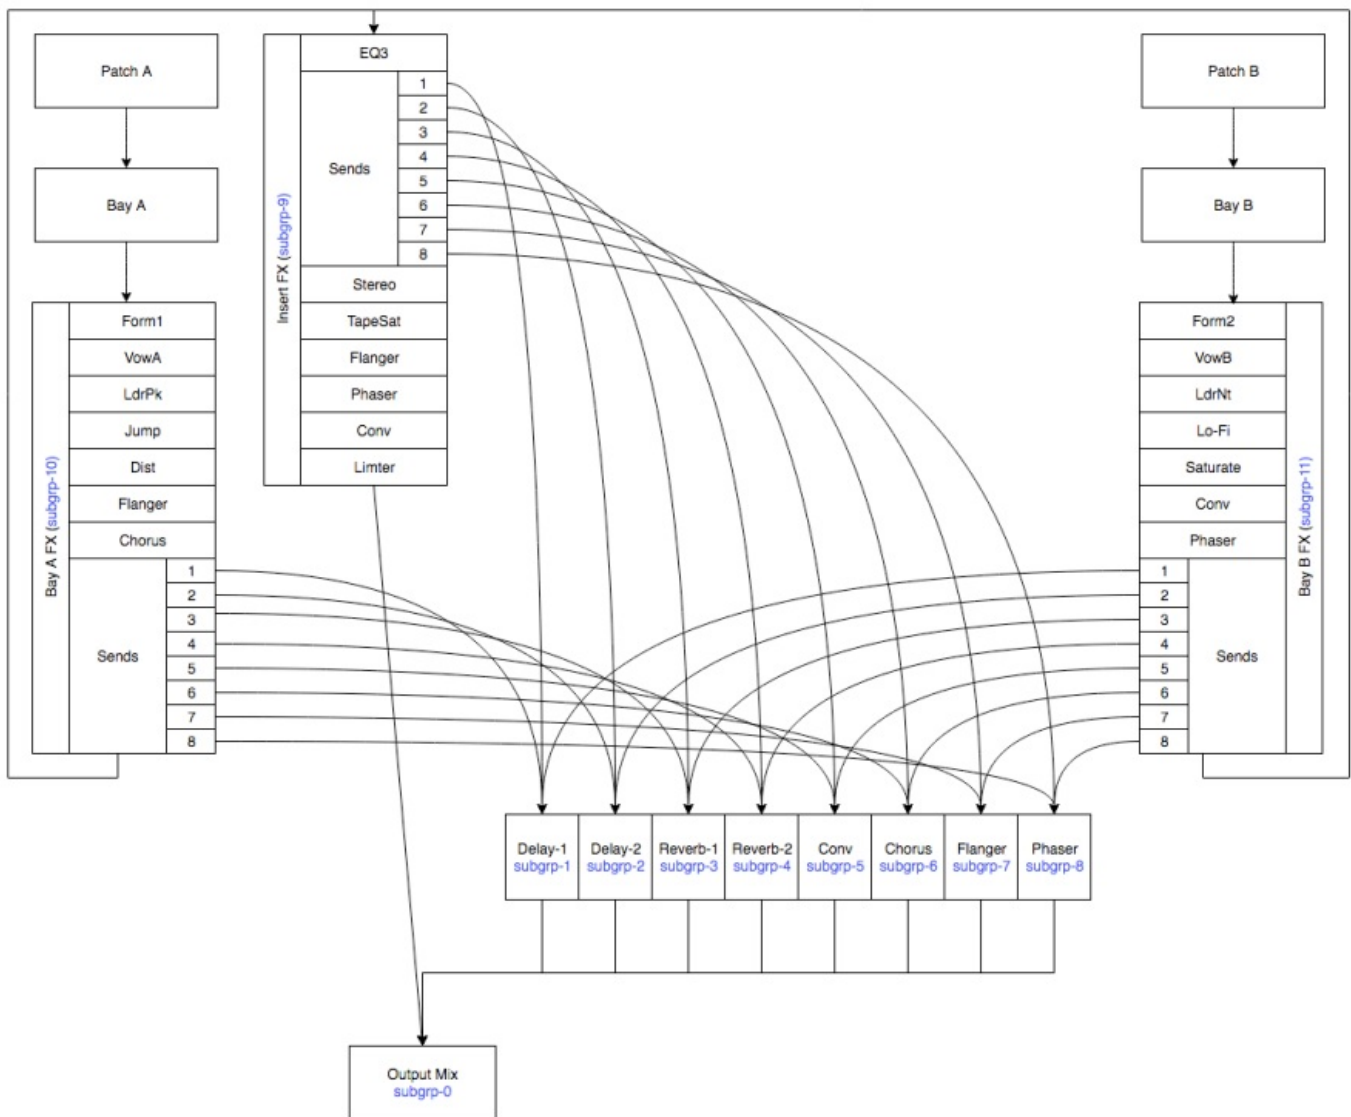 Patch A
Bay A
Bay A FX (subgrp-10)
Form1
VowA
LdrPk
Jump
Dist
Flanger
Chorus
Sends
1
2
3
4
5
6
7
8
Insert FX (subgrp-9)
EQ3
Sends
1
2
3
4
5
6
7
8
Stereo
TapeSat
Flanger
Phaser
Conv
Limter
Patch B
Bay B
Form2
VowB
LdrNt
Lo-Fi
Saturate
Conv
Phaser
1
2
3
4
5
6
7
8
Sends
Bay B FX (subgrp-11)
Delay-1
subgrp-1
Delay-2
subgrp-2
Reverb-1
subgrp-3
Reverb-2
subgrp-4
Conv
subgrp-5
Chorus
subgrp-6
Flanger
subgrp-7
Phaser
subgrp-8
Output Mix
subgrp-0